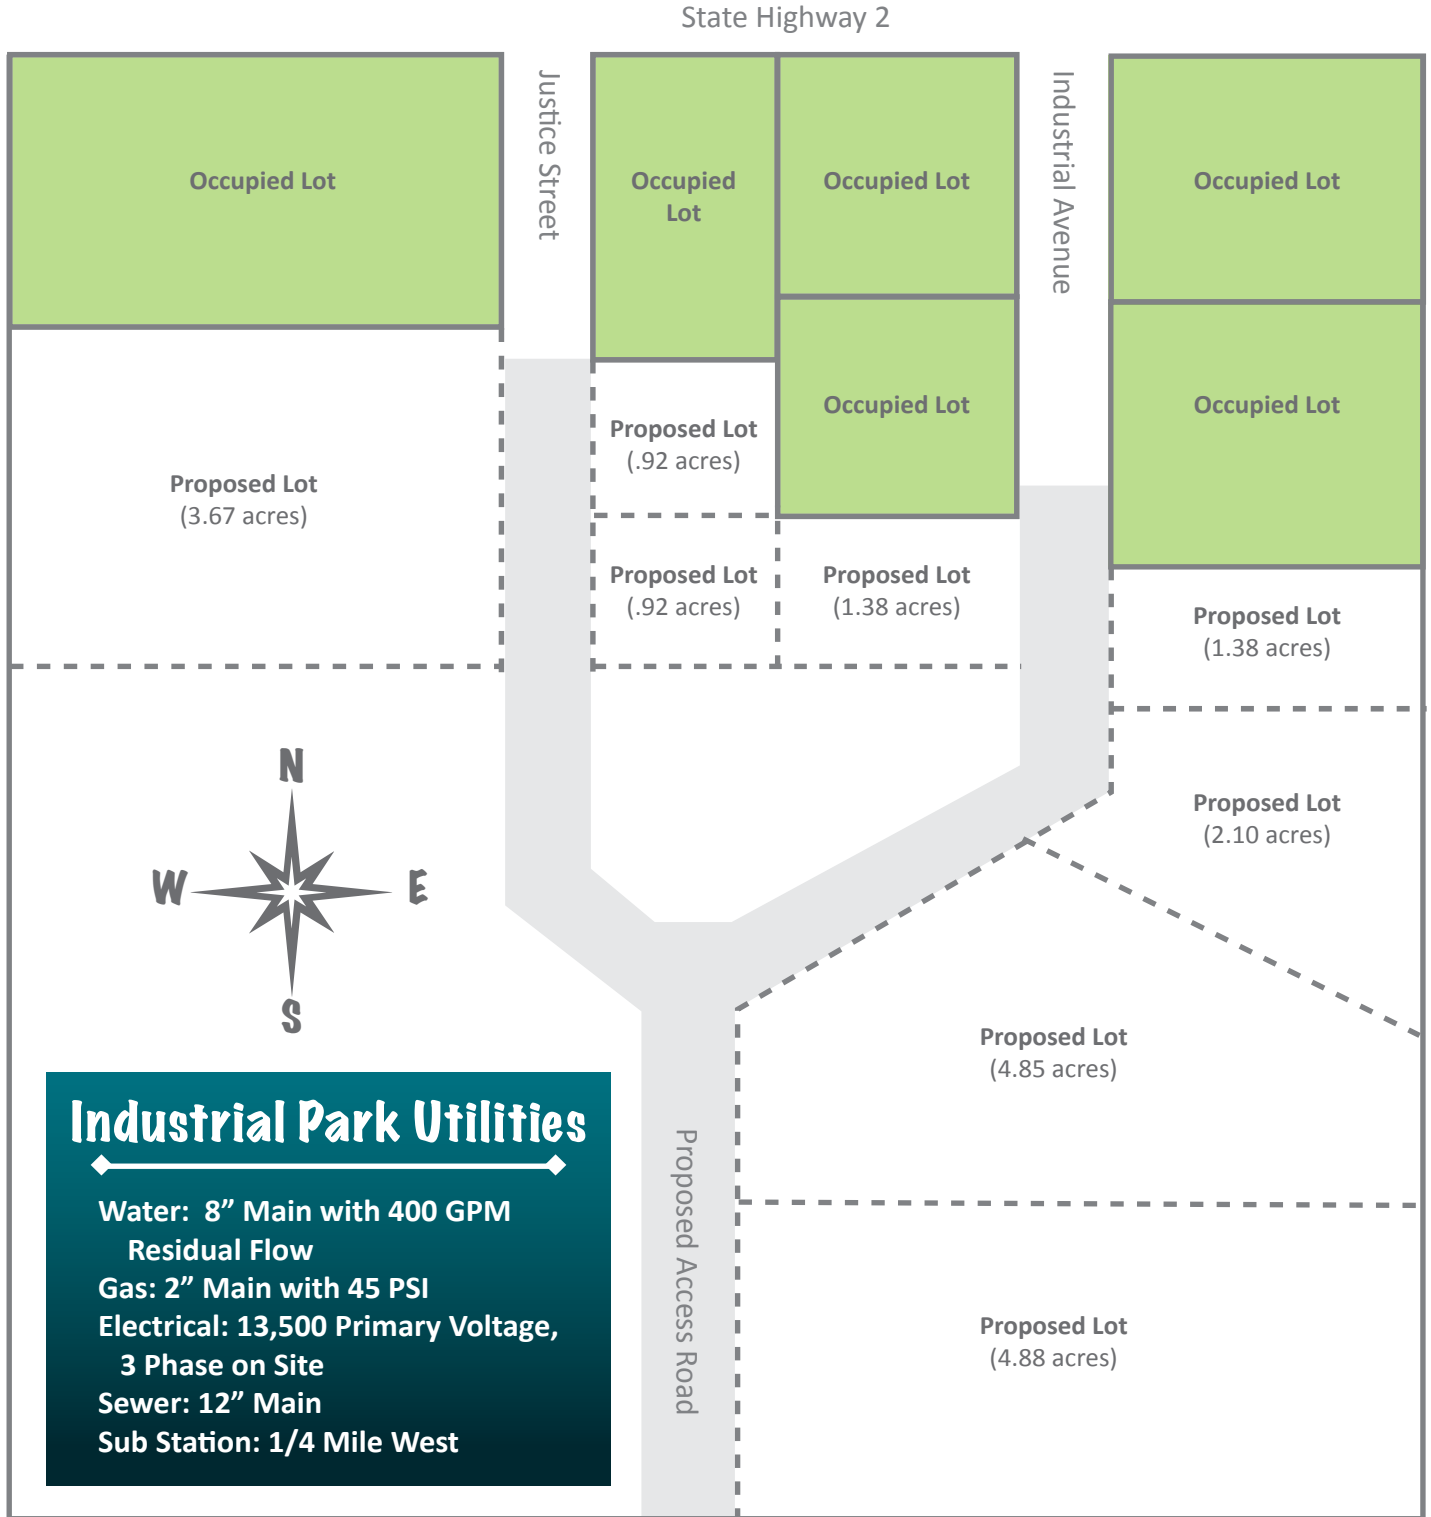 State Highway 2
Justice Street
Industrial Avenue
Occupied Lot
Occupied
Lot
Occupied Lot
Occupied Lot
Occupied Lot
Occupied Lot
Proposed Lot
(3.67 acres)
Proposed Lot
(.92 acres)
Proposed Lot
(.92 acres)
Proposed Lot
(1.38 acres)
Proposed Lot
(1.38 acres)
Proposed Lot
(2.10 acres)
N
W
E
S
Proposed Lot
(4.85 acres)
Proposed Access Road
Proposed Lot
(4.88 acres)
Industrial Park Utilities
Water:  8” Main with 400 GPM
Residual Flow
Gas: 2” Main with 45 PSI
Electrical: 13,500 Primary Voltage,
3 Phase on Site
Sewer: 12” Main
Sub Station: 1/4 Mile West